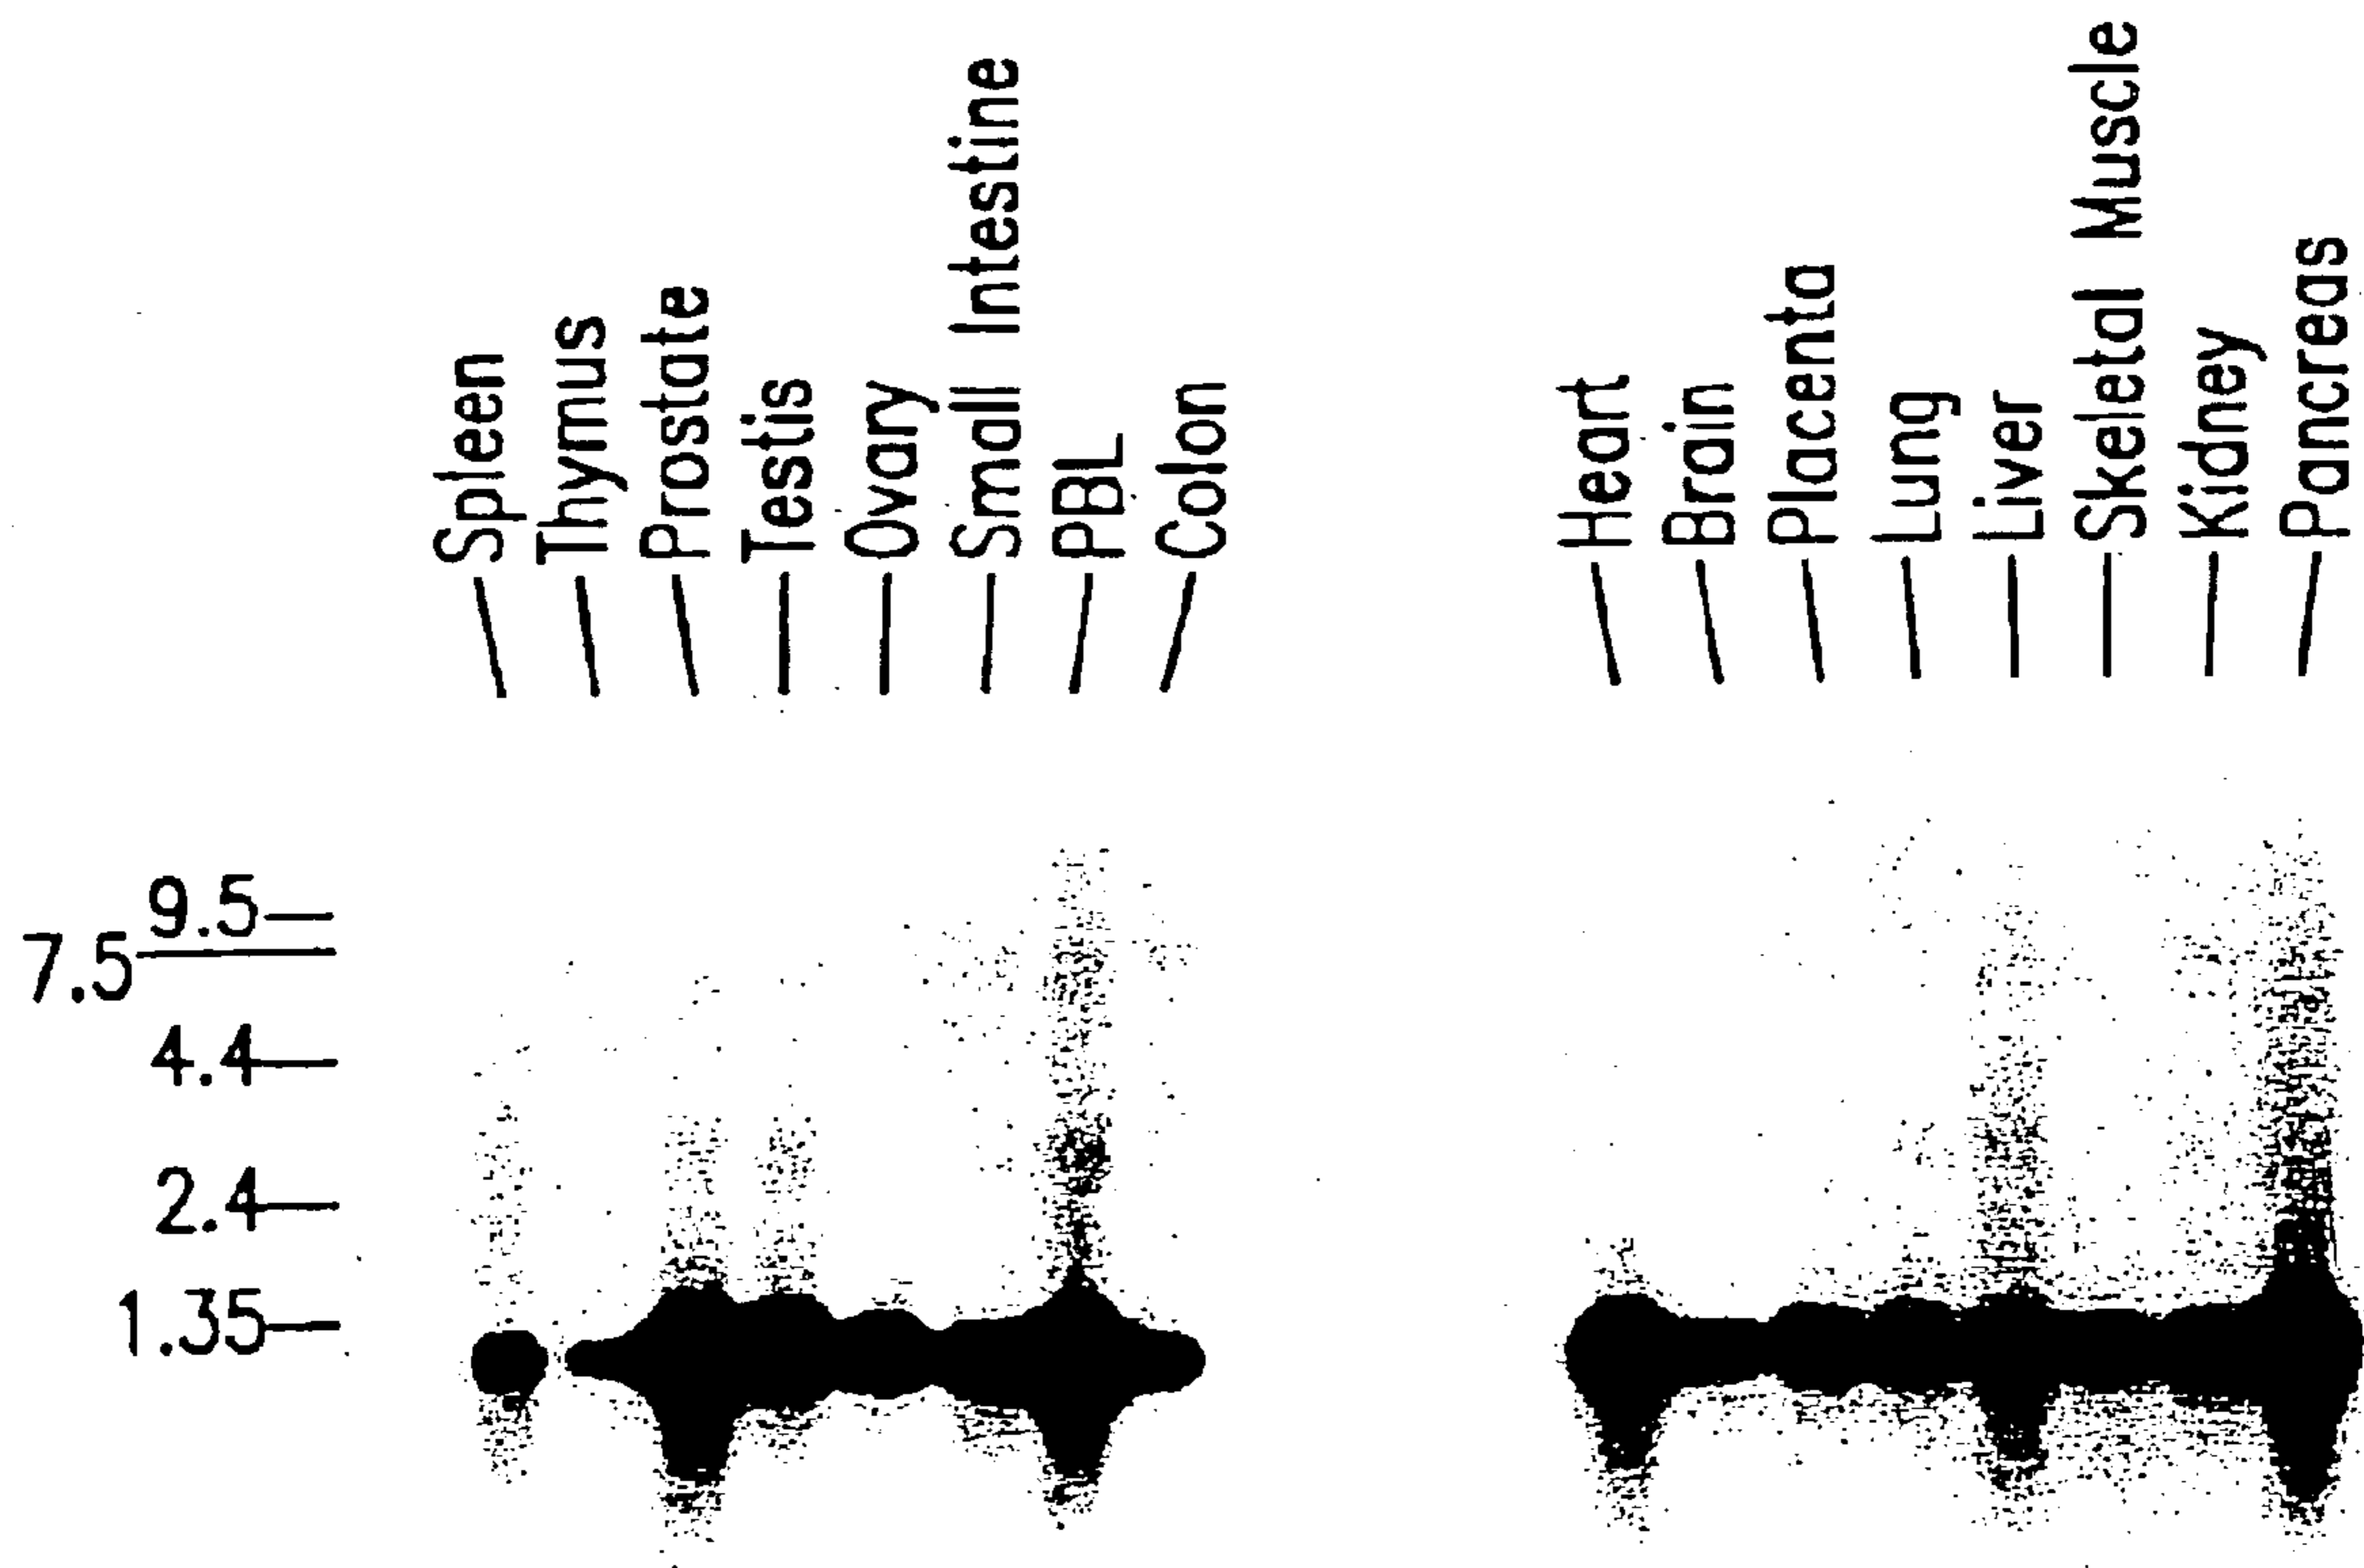 Spleen
Thymus
Prostate
Testis
Ovary
Small Intestine
PBL
Colon
Heart
Brain
Placenta
Lung
Liver
Skeletal Muscle
Kidney
Pancreas
9.5
7.5
4.4
2.4
1.35